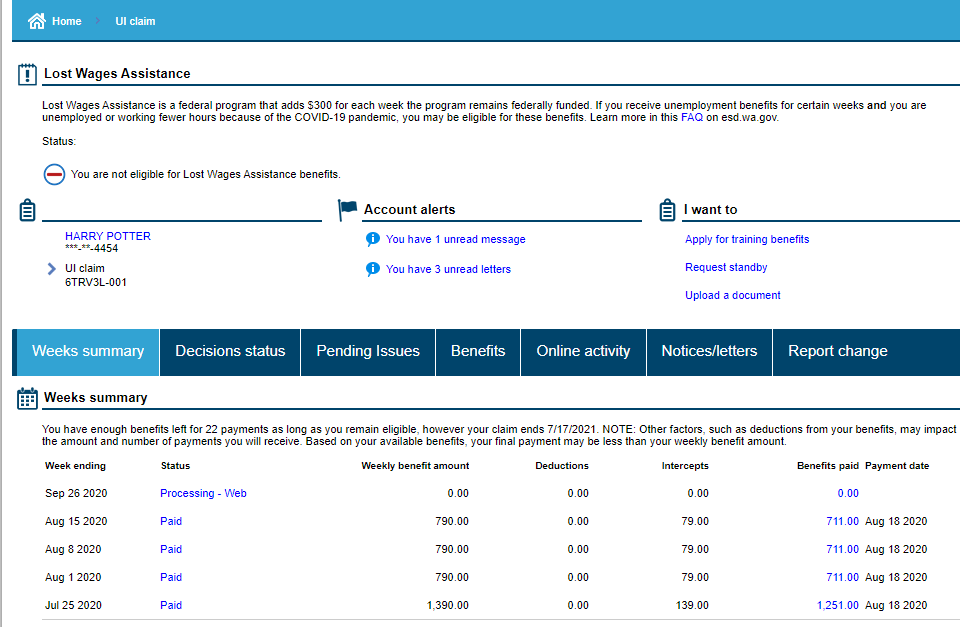 Home > UI claim
Lost Wages Assistance
Lost Wages Assistance is a federal program that adds $300 for each week the program remains federally funded. If you receive unemployment benefits for certain weeks and you are
unemployed or working fewer hours because of the COVID-19 pandemic, you may be eligible for these benefits. Learn more in this FAQ on esd.wa.gov.
Status:
You are not eligible for Lost Wages Assistance benefits.
HARRY POTTER
***-**-4454
UI claim
6TRV3L-001
Account alerts
You have 1 unread message
You have 3 unread letters
I want to
Apply for training benefits
Request standby
Upload a document
Weeks summary Decisions status Pending Issues Benefits Online activity Notices/letters Report change
Weeks summary
You have enough benefits left for 22 payments as long as you remain eligible, however your claim ends 7/17/2021. NOTE: Other factors, such as deductions from your benefits, may impact
the amount and number of payments you will receive. Based on your available benefits, your final payment may be less than your weekly benefit amount.
Week ending Status Weekly benefit amount Deductions Intercepts Benefits paid Payment date
Sep 26 2020 Processing - Web 0.00 0.00 0.00 0.00
Aug 15 2020 Paid 790.00 0.00 79.00 711.00 Aug 18 2020
Aug 8 2020 Paid 790.00 0.00 79.00 711.00 Aug 18 2020
Aug 1 2020 Paid 790.00 0.00 79.00 711.00 Aug 18 2020
Jul 25 2020 Paid 1,390.00 0.00 139.00 1,251.00 Aug 18 2020